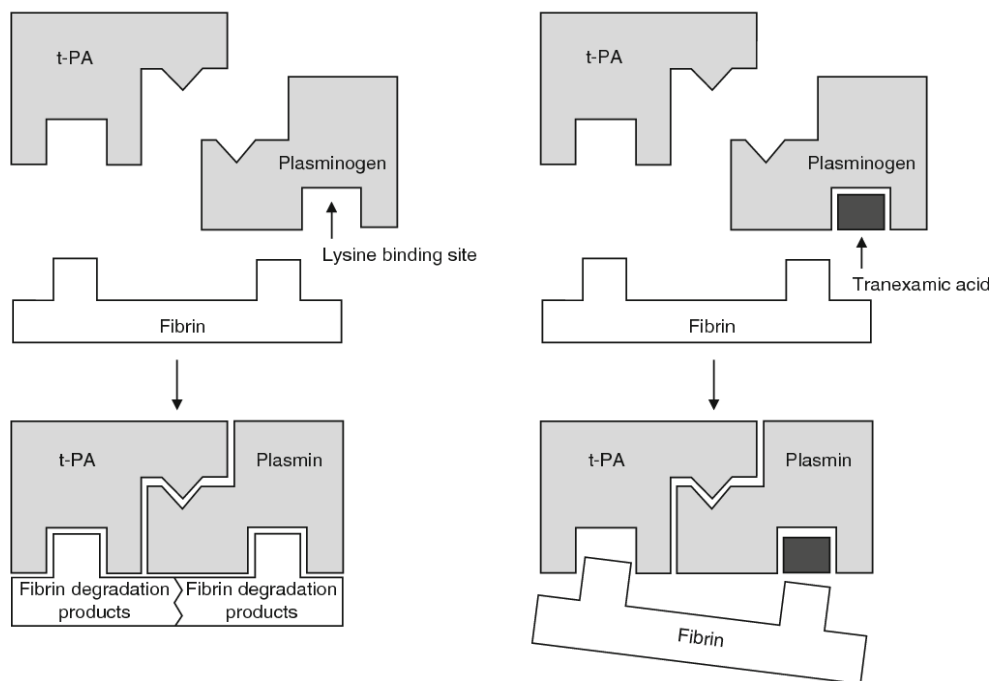 t-PA
Plasminogen
Lysine binding site
Fibrin
t-PA
Plasmin
Fibrin degradation
products
Fibrin degradation
products
t-PA
Plasminogen
Tranexamic acid
Fibrin
t-PA
Plasmin
Fibrin